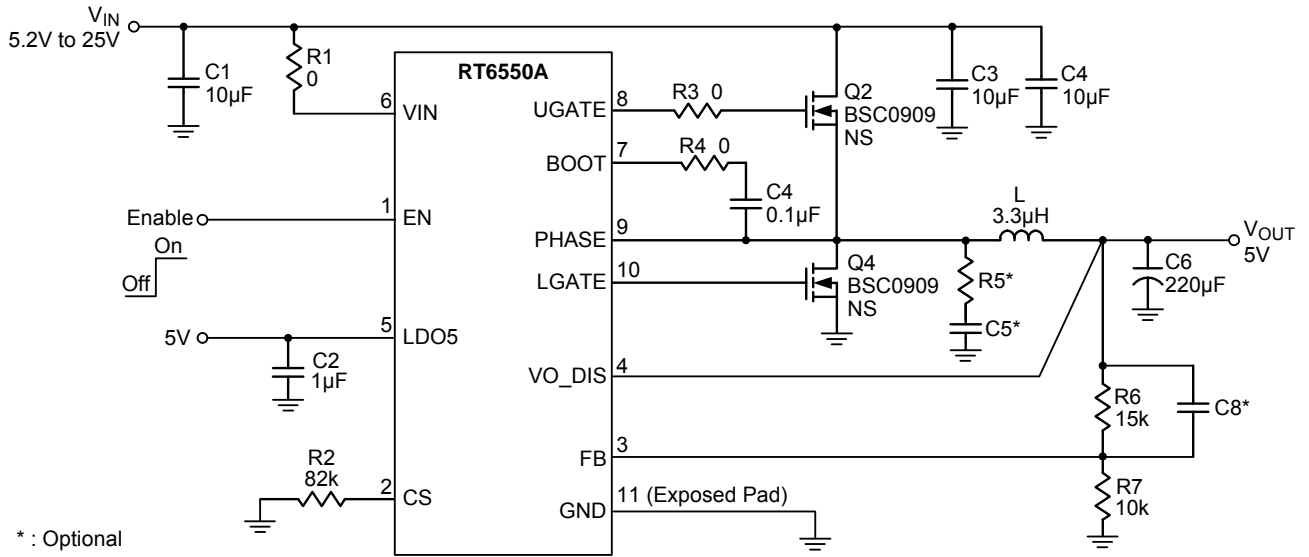 VIN
5.2V to 25V
C1
10µF
R1
0
RT6550A
6
VIN
UGATE
8
R3 0
Q2
BSC0909
NS
C3
10µF
C4
10µF
BOOT
7
R4 0
C4
0.1µF
Enable
1
EN
On
Off
PHASE
9
L
3.3µH
VOUT
5V
LGATE
10
Q4
BSC0909
NS
R5*
C5*
C6
220µF
5V
5
LDO5
C2
1µF
VO_DIS
4
R6
15k
C8*
FB
3
R2
82k
2
CS
R7
10k
GND
11 (Exposed Pad)
* : Optional